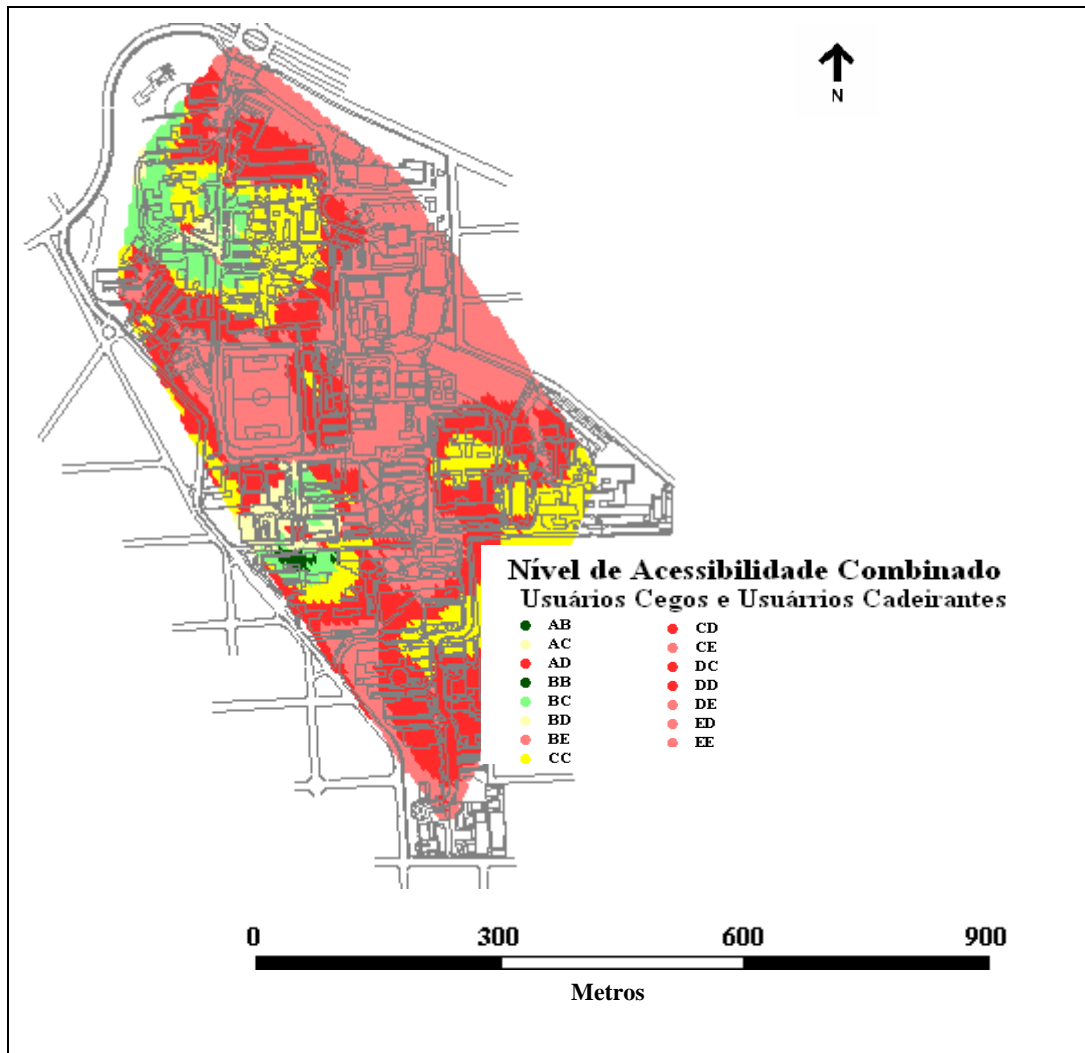 N
Nível de Acessibilidade Combinado
Usuários Cegos e Usuárrios Cadeirantes
AB
AC
AD
BB
BC
BD
BE
CC
CD
CE
DC
DD
DE
ED
EE
0 300 600 900
Metros